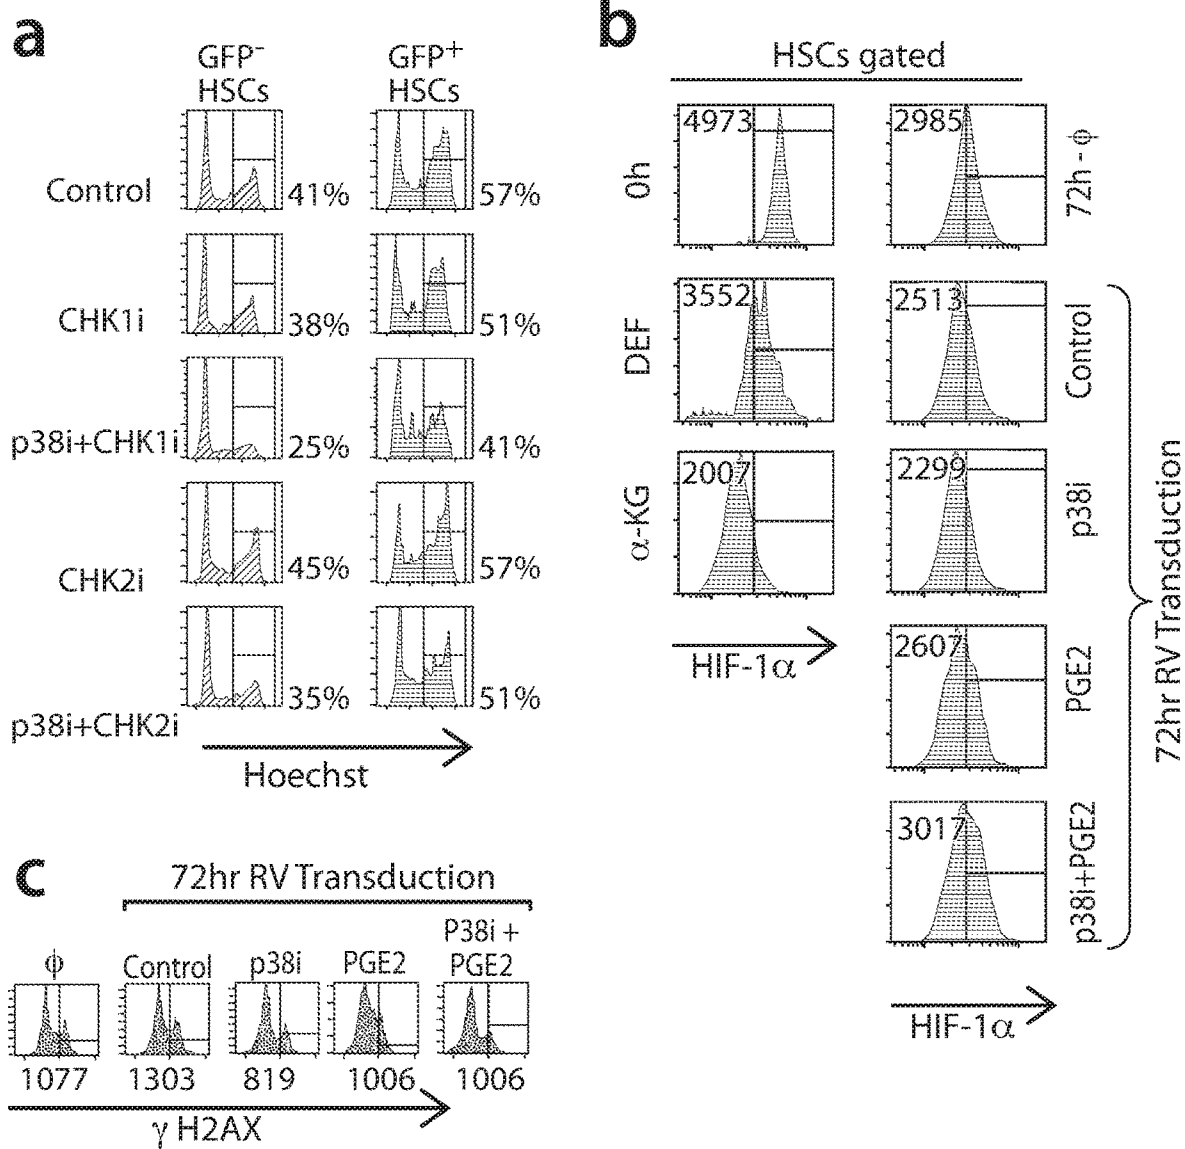 a
GFP⁻
HSCs
GFP⁺
HSCs
Control
41%
57%
CHK1i
38%
51%
p38i+CHK1i
25%
41%
CHK2i
45%
57%
p38i+CHK2i
35%
51%
Hoechst
b
HSCs gated
0h
4973
2985
72h - ϕ
DEF
3552
2513
Control
α-KG
2007
2299
p38i
HIF-1α
2607
PGE2
3017
p38i+PGE2
72hr RV Transduction
HIF-1α
c
72hr RV Transduction
ϕ
Control
p38i
PGE2
P38i +
PGE2
1077
1303
819
1006
1006
γ H2AX